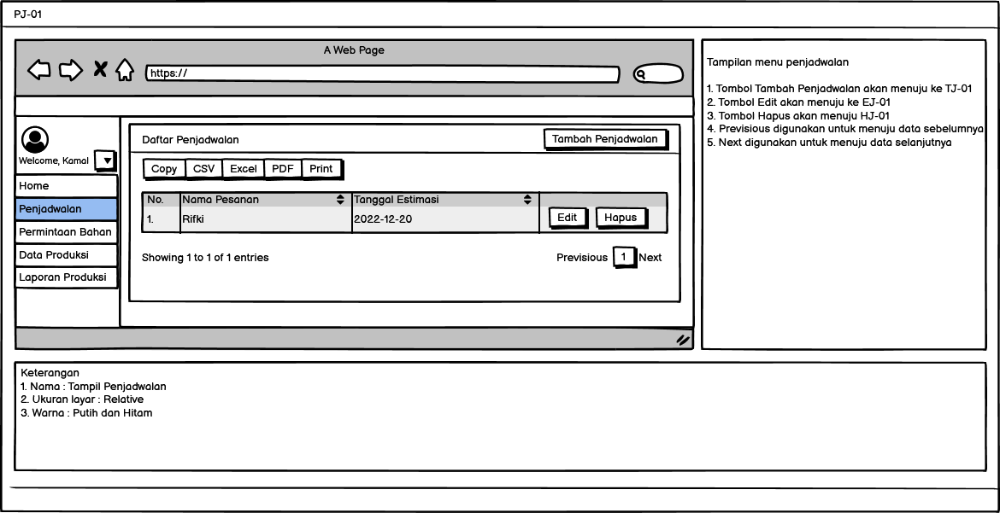 PJ-01
A Web Page
https://
Welcome, Kamal
Home
Penjadwalan
Permintaan Bahan
Data Produksi
Laporan Produksi
Daftar Penjadwalan
Tambah Penjadwalan
Copy CSV Excel PDF Print
No. Nama Pesanan Tanggal Estimasi
1. Rifki 2022-12-20 Edit Hapus
Showing 1 to 1 of 1 entries
Previsious 1 Next
Tampilan menu penjadwalan
1. Tombol Tambah Penjadwalan akan menuju ke TJ-01
2. Tombol Edit akan menuju ke EJ-01
3. Tombol Hapus akan menuju HJ-01
4. Previsious digunakan untuk menuju data sebelumnya
5. Next digunakan untuk menuju data selanjutnya
Keterangan
1. Nama : Tampil Penjadwalan
2. Ukuran layar : Relative
3. Warna : Putih dan Hitam